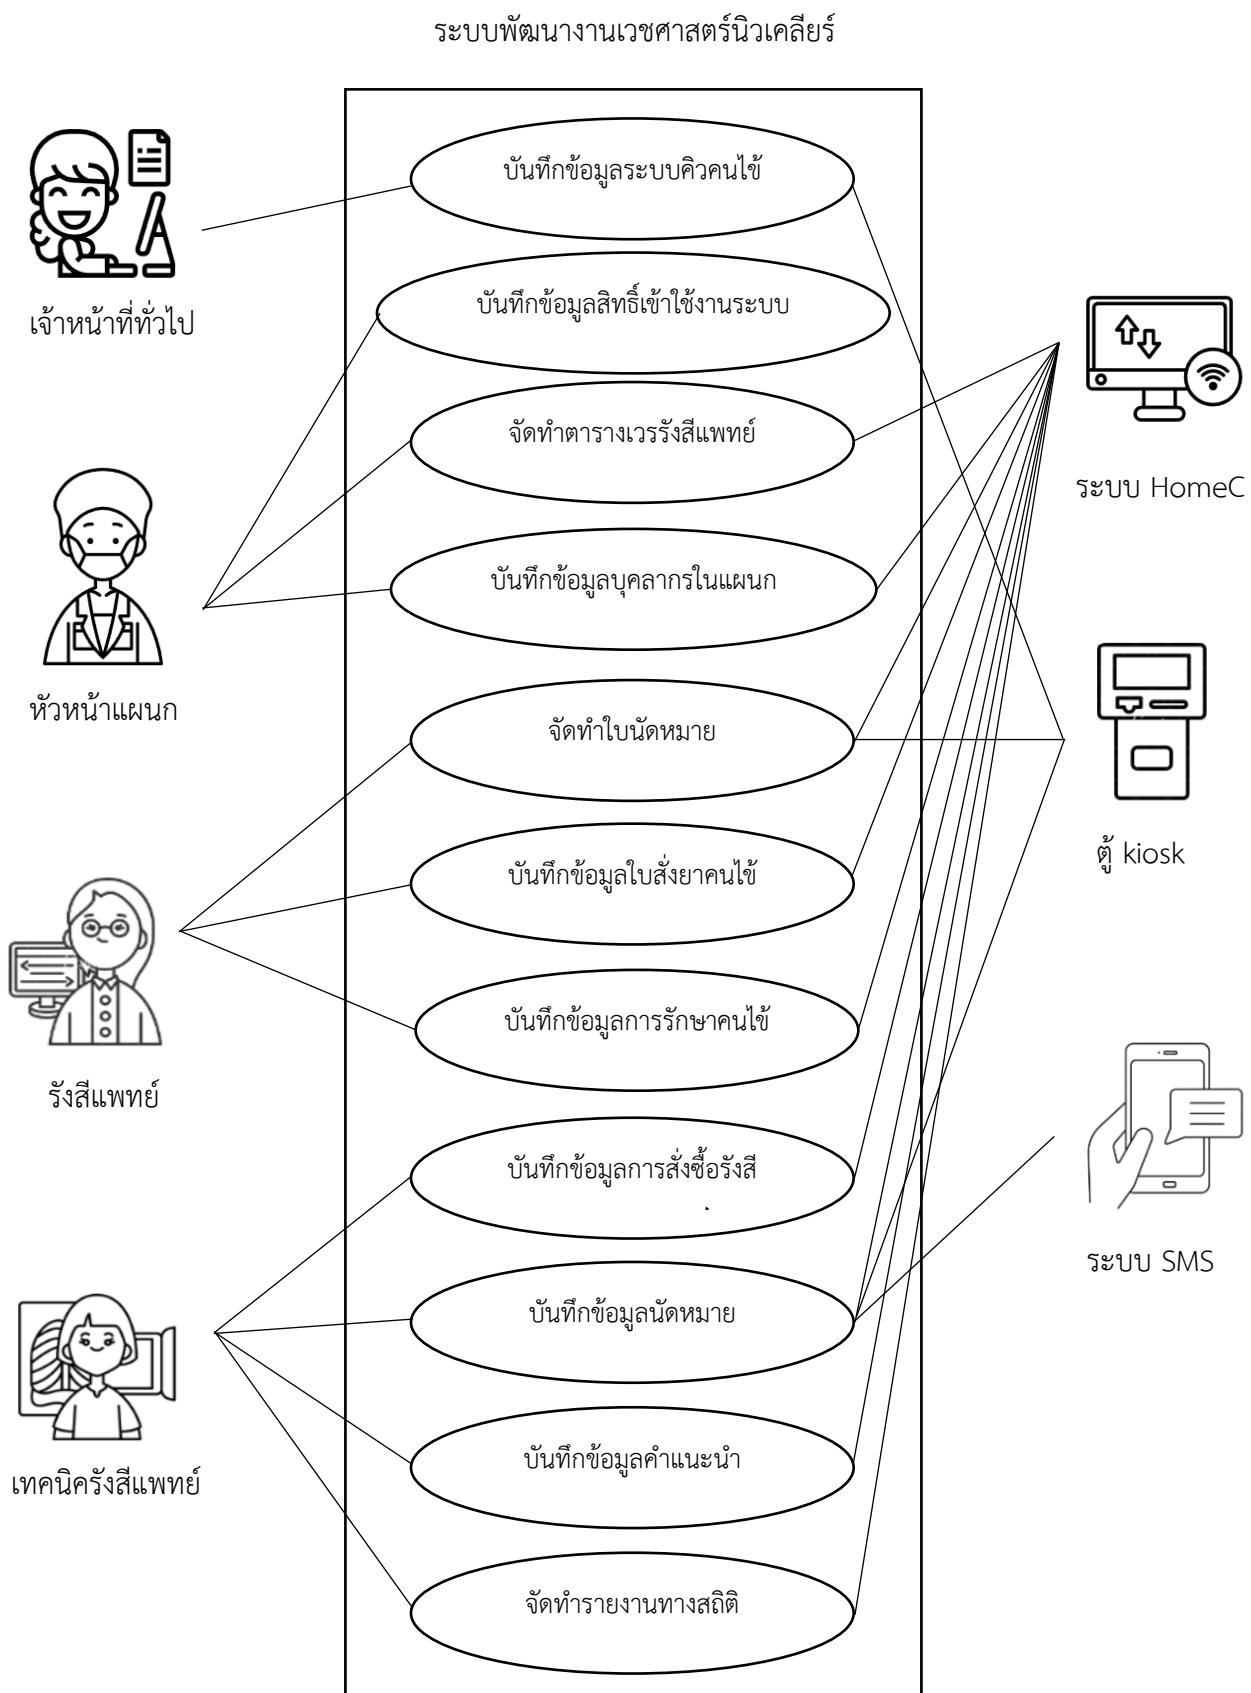 ระบบพัฒนางานเวชศาสตร์นิวเคลียร์
บันทึกข้อมูลระบบคิวคนไข้
เจ้าหน้าที่ทั่วไป
บันทึกข้อมูลสิทธิ์เข้าใช้งานระบบ
จัดทำตารางเวรรังสีแพทย์
ระบบ HomeC
บันทึกข้อมูลบุคลากรในแผนก
หัวหน้าแผนก
จัดทำใบนัดหมาย
ตู้ kiosk
บันทึกข้อมูลใบสั่งยาคนไข้
บันทึกข้อมูลการรักษาคนไข้
รังสีแพทย์
บันทึกข้อมูลการสั่งซื้อรังสี
ระบบ SMS
บันทึกข้อมูลนัดหมาย
บันทึกข้อมูลคำแนะนำ
เทคนิครังสีแพทย์
จัดทำรายงานทางสถิติ